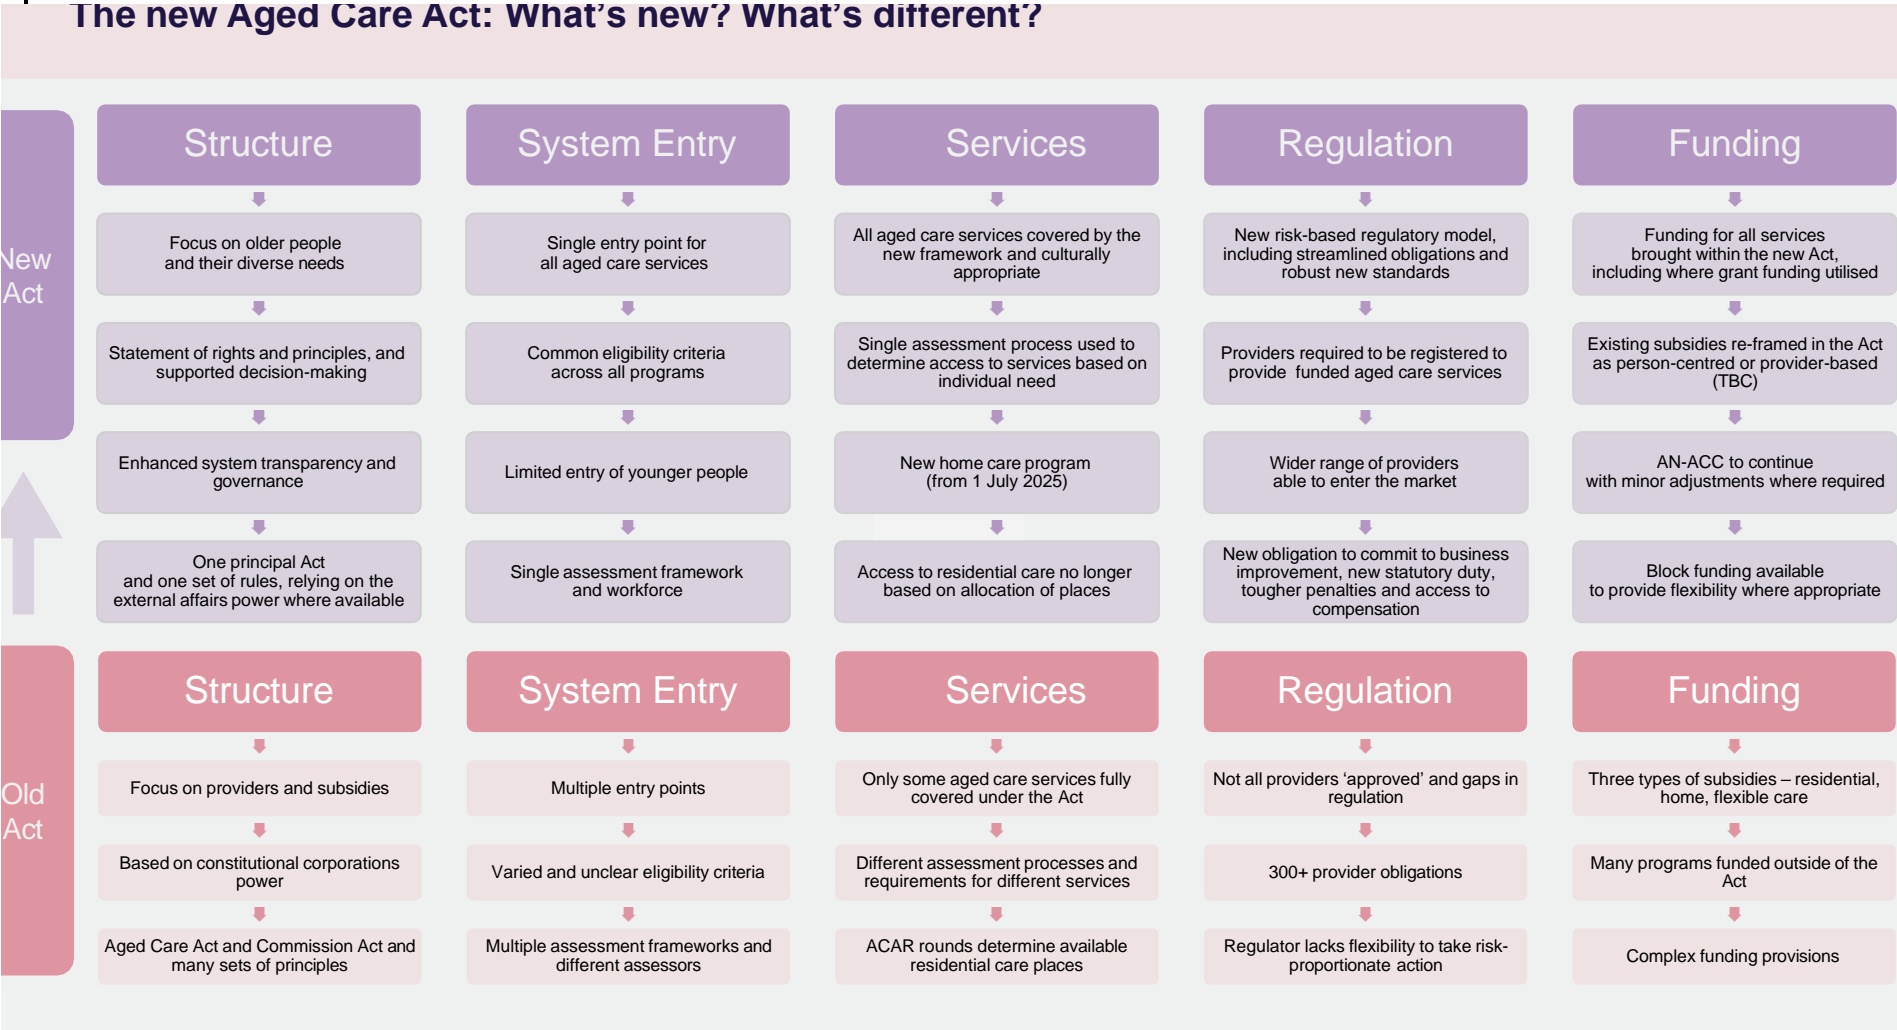 The new Aged Care Act: What's new? What's different?
New
Act
Structure
Focus on older people
and their diverse needs
Statement of rights and principles, and
supported decision-making
Enhanced system transparency and
governance
One principal Act
and one set of rules, relying on the
external affairs power where available
System Entry
Single entry point for
all aged care services
Common eligibility criteria
across all programs
Limited entry of younger people
Single assessment framework
and workforce
Services
All aged care services covered by the
new framework and culturally
appropriate
Single assessment process used to
determine access to services based on
individual need
New home care program
(from 1 July 2025)
Access to residential care no longer
based on allocation of places
Regulation
New risk-based regulatory model,
including streamlined obligations and
robust new standards
Providers required to be registered to
provide  funded aged care services
Wider range of providers
able to enter the market
New obligation to commit to business
improvement, new statutory duty,
tougher penalties and access to
compensation
Funding
Funding for all services
brought within the new Act,
including where grant funding utilised
Existing subsidies re-framed in the Act
as person-centred or provider-based
(TBC)
AN-ACC to continue
with minor adjustments where required
Block funding available
to provide flexibility where appropriate
Old
Act
Structure
Focus on providers and subsidies
Based on constitutional corporations
power
Aged Care Act and Commission Act and
many sets of principles
System Entry
Multiple entry points
Varied and unclear eligibility criteria
Multiple assessment frameworks and
different assessors
Services
Only some aged care services fully
covered under the Act
Different assessment processes and
requirements for different services
ACAR rounds determine available
residential care places
Regulation
Not all providers ‘approved’ and gaps in
regulation
300+ provider obligations
Regulator lacks flexibility to take risk-
proportionate action
Funding
Three types of subsidies – residential,
home, flexible care
Many programs funded outside of the
Act
Complex funding provisions